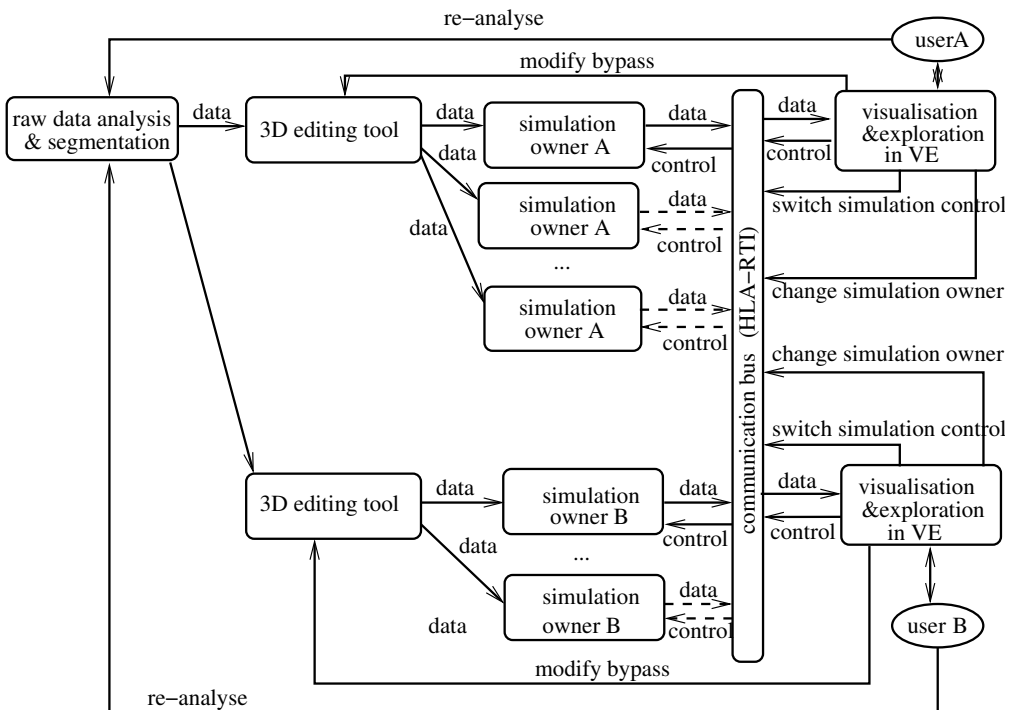 re−analyse
userA
modify bypass
raw data analysis
& segmentation
data
3D editing tool
data
simulation
owner A
data
control
data
control
visualisation
&exploration
in VE
data
simulation
owner A
data
control
switch simulation control
data
...
simulation
owner A
data
control
change simulation owner
communication bus (HLA−RTI)
change simulation owner
switch simulation control
3D editing tool
data
simulation
owner B
data
control
data
control
visualisation
&exploration
in VE
data
...
simulation
owner B
data
control
data
user B
modify bypass
re−analyse